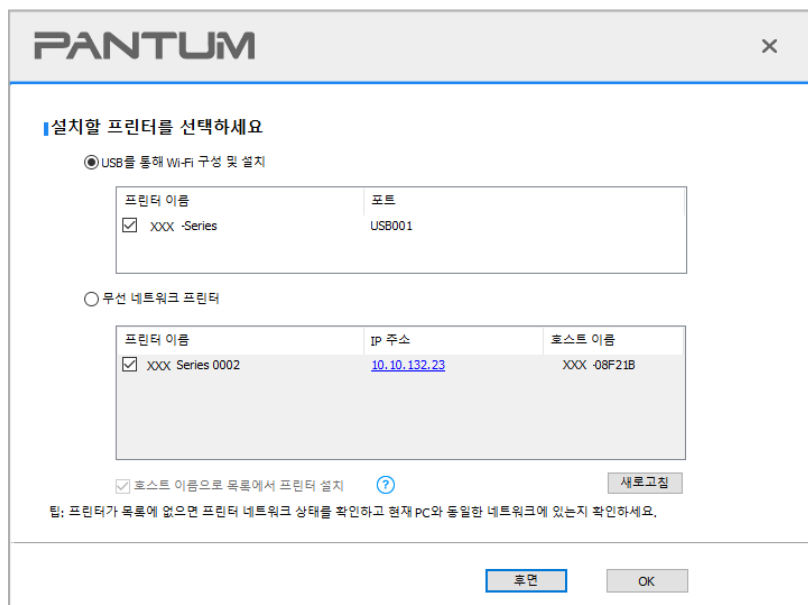 PANTUM
설치할 프린터를 선택하세요
USB를 통해 Wi-Fi 구성 및 설치
프린터 이름 포트
XXX -Series USB001
무선 네트워크 프린터
프린터 이름 IP 주소 호스트 이름
XXX Series 0002 10.10.132.23 XXX -08F21B
호스트 이름으로 목록에서 프린터 설치 ? 새로고침
팁: 프린터가 목록에 없으면 프린터 네트워크 상태를 확인하고 현재 PC와 동일한 네트워크에 있는지 확인하세요.
후면 OK